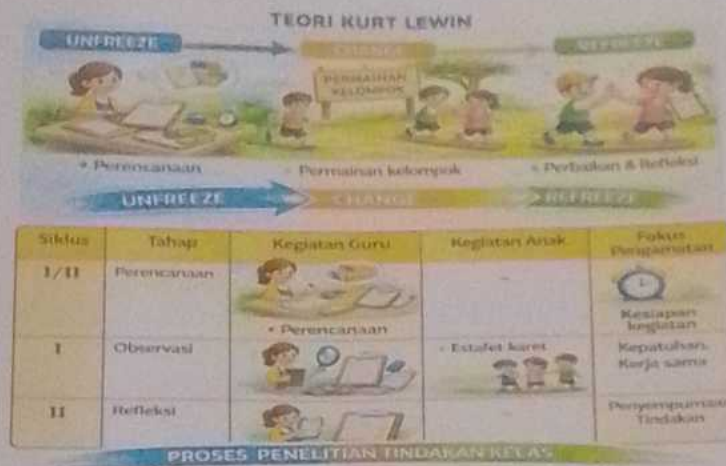 TEORI KURT LEWIN
UNFREEZE
CHANGE
REFREEZE
PERMAINAN
KELOMPOK
• Perencanaan
• Permainan kelompok
• Perbaikan & Refleksi
UNFREEZE
CHANGE
REFREEZE
Siklus
Tahap
Kegiatan Guru
Kegiatan Anak
Fokus
Pengamatan
I/II
Perencanaan
• Perencanaan
-
Kesiapan
kegiatan
I
Observasi
• Estafet karet
Kepatuhan,
Kerja sama
II
Refleksi
-
Penyempurnaan
Tindakan
PROSES PENELITIAN TINDAKAN KELAS